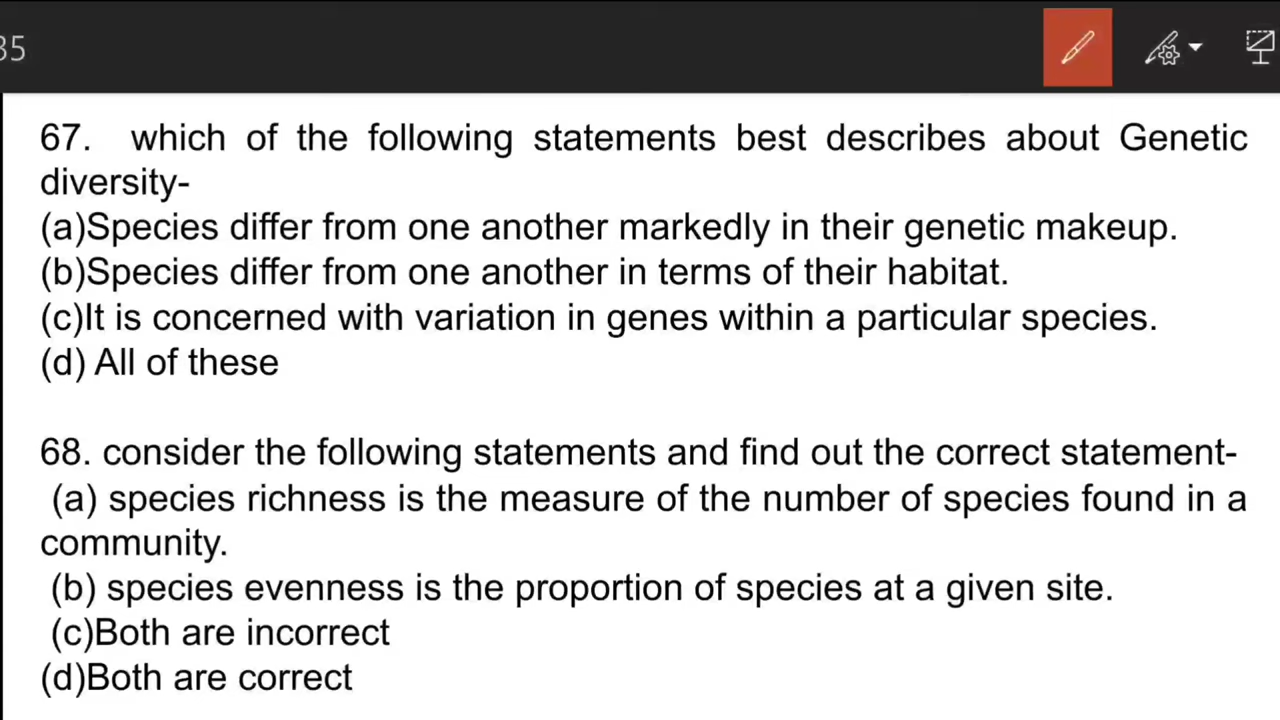 35
67. which of the following statements best describes about Genetic
diversity-
(a)Species differ from one another markedly in their genetic makeup.
(b)Species differ from one another in terms of their habitat.
(c)It is concerned with variation in genes within a particular species.
(d) All of these
68. consider the following statements and find out the correct statement-
(a) species richness is the measure of the number of species found in a
community.
(b) species evenness is the proportion of species at a given site.
(c)Both are incorrect
(d)Both are correct